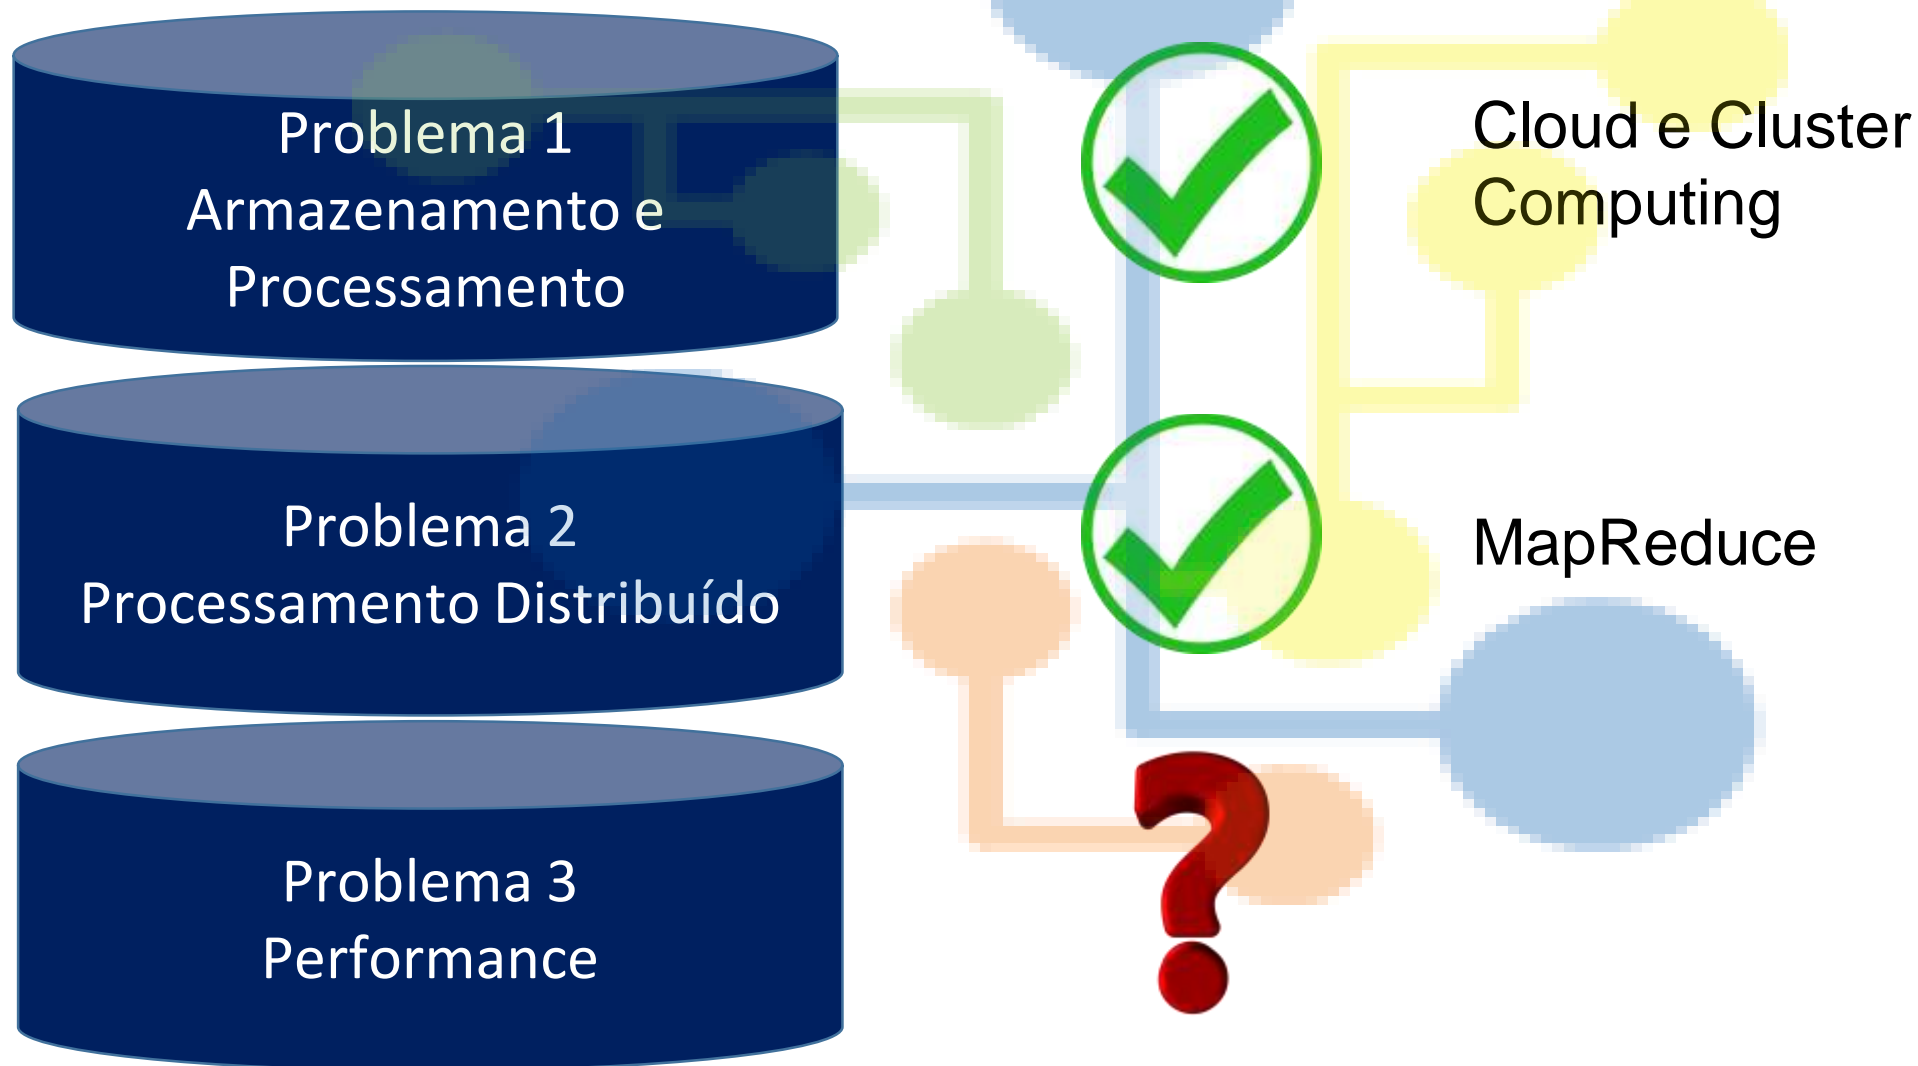 Problema 1
Armazenamento e
Processamento
Cloud e Cluster
Computing
Problema 2
Processamento Distribuído
MapReduce
Problema 3
Performance
?